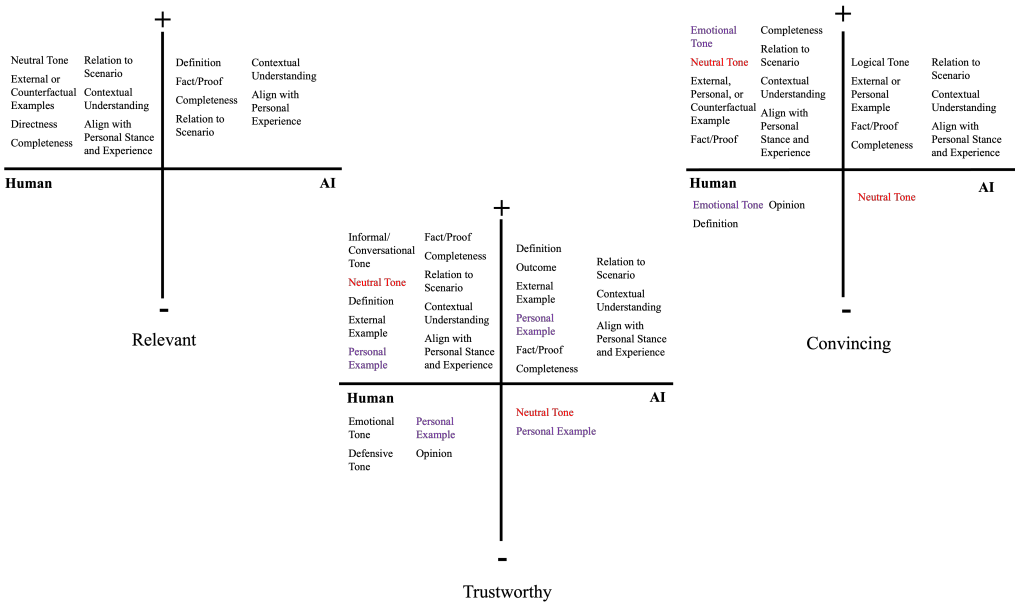 +
Neutral Tone
External or
Counterfactual
Examples
Directness
Completeness
Relation to
Scenario
Contextual
Understanding
Align with
Personal Stance
and Experience
Definition
Fact/Proof
Completeness
Relation to
Scenario
Contextual
Understanding
Align with
Personal
Experience
Human
AI
-
Relevant
+
Informal/
Conversational
Tone
Neutral Tone
Definition
External
Example
Personal
Example
Fact/Proof
Completeness
Relation to
Scenario
Contextual
Understanding
Align with
Personal Stance
and Experience
Definition
Outcome
External
Example
Personal
Example
Fact/Proof
Completeness
Relation to
Scenario
Contextual
Understanding
Align with
Personal Stance
and Experience
Human
AI
Emotional
Tone
Defensive
Tone
Personal
Example
Opinion
Neutral Tone
Personal Example
-
Trustworthy
+
Emotional
Tone
Neutral Tone
External,
Personal, or
Counterfactual
Example
Fact/Proof
Completeness
Relation to
Scenario
Contextual
Understanding
Align with
Personal
Stance and
Experience
Logical Tone
External or
Personal
Example
Fact/Proof
Completeness
Relation to
Scenario
Contextual
Understanding
Align with
Personal Stance
and Experience
Human
AI
Emotional Tone
Opinion
Definition
Neutral Tone
-
Convincing